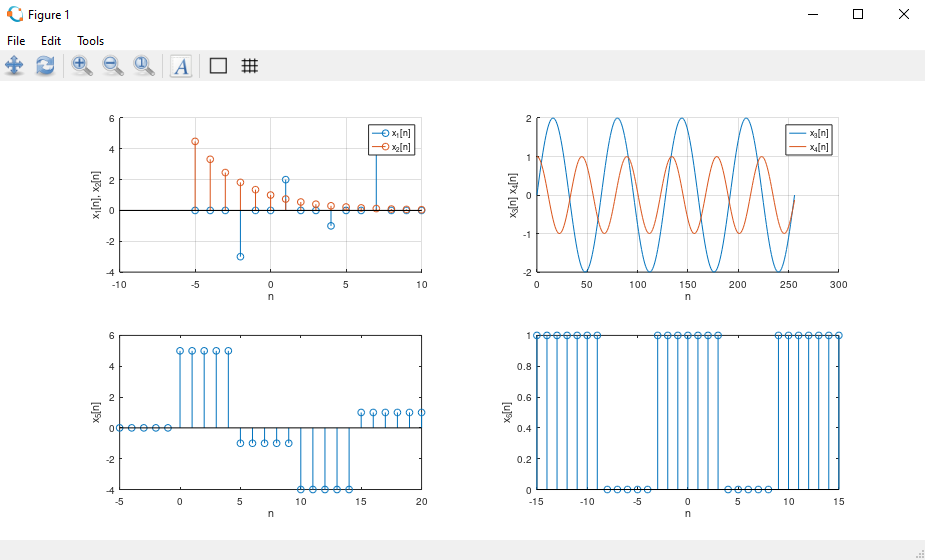 Figure 1
File Edit Tools
x1[n], x2[n]
6
4
2
0
-2
-4
-10 -5 0 5 10
n
x1[n]
x2[n]
x3[n] x4[n]
2
1
0
-1
-2
0 50 100 150 200 250 300
n
x3[n]
x4[n]
x5[n]
6
4
2
0
-2
-4
-5 0 5 10 15 20
n
x6[n]
1
0.8
0.6
0.4
0.2
0
-15 -10 -5 0 5 10 15
n